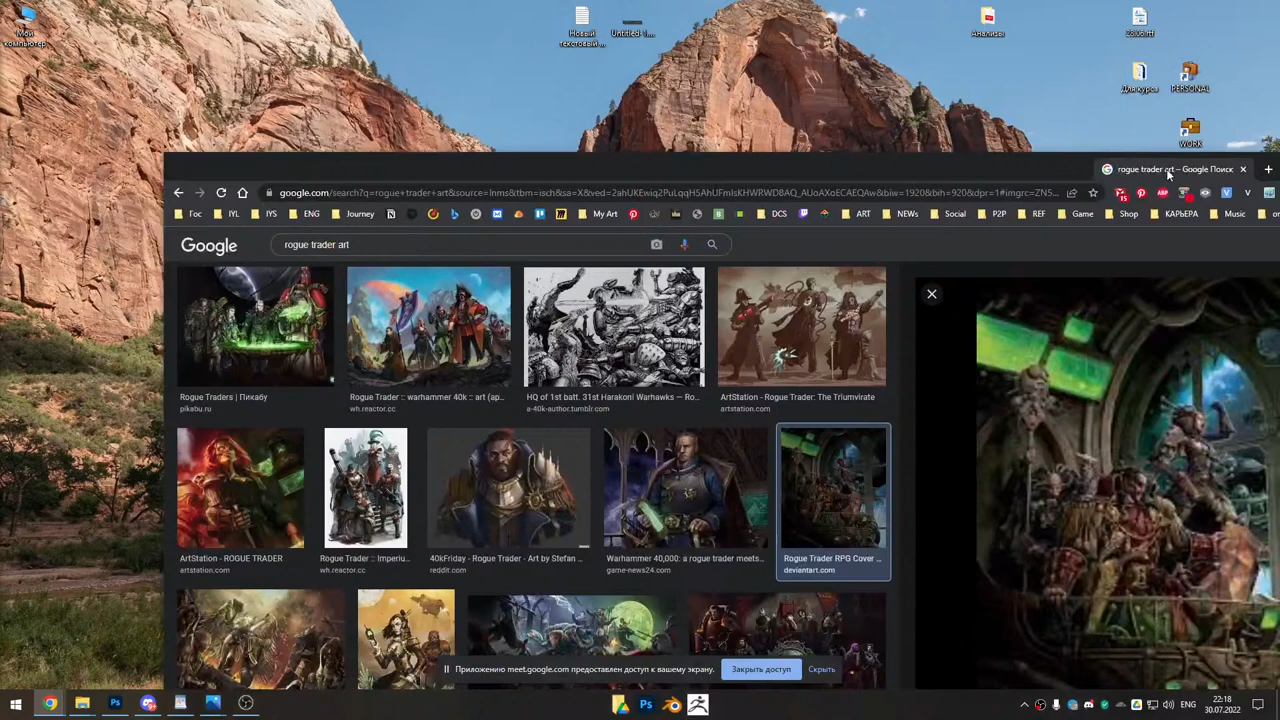 Мой
компьютер
Новый
текстовый ...
Untitled-1....
Анализы
23.06.rtf
Для курса
PERSONAL
WORK
rogue trader art – Google Поиск
google.com/search?q=rogue+trader+art&source=lnms&tbm=isch&sa=X&ved=2ahUKEwiq2PuLqqH5AhUFmIsKHWRWD8AQ_AUoAXoECAEQAw&biw=1920&bih=920&dpr=1#imgrc=ZN5...
15
Гос
IYL
IYS
ENG
Journey
My Art
DCS
ART
NEWs
Social
P2P
REF
Game
Shop
КАРЬЕРА
Music
Google
rogue trader art
Rogue Traders | Пикабу
pikabu.ru
Rogue Trader :: warhammer 40k :: art (ар...
wh.reactor.cc
HQ of 1st batt. 31st Harakoni Warhawks — Ro...
a-40k-author.tumblr.com
ArtStation - Rogue Trader: The Triumvirate
artstation.com
ArtStation - ROGUE TRADER
artstation.com
Rogue Trader :: Imperiu...
wh.reactor.cc
40kFriday - Rogue Trader - Art by Stefan ...
reddit.com
Warhammer 40,000: a rogue trader meets...
game-news24.com
Rogue Trader RPG Cover ...
deviantart.com
Приложению meet.google.com предоставлен доступ к вашему экрану.
Закрыть доступ
Скрыть
Ps
ENG
22:18
30.07.2022